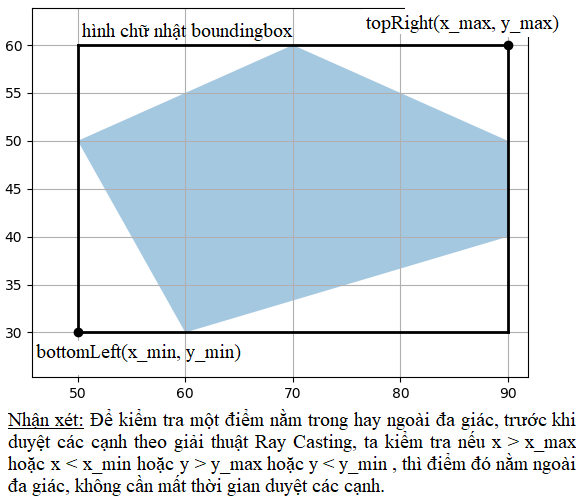 topRight(x_max, y_max)
hình chữ nhật boundingbox
60
55
50
45
40
35
30
bottomLeft(x_min, y_min)
50
60
70
80
90
Nhận xét: Để kiểm tra một điểm nằm trong hay ngoài đa giác, trước khi
duyệt các cạnh theo giải thuật Ray Casting, ta kiểm tra nếu x > x_max
hoặc x < x_min hoặc y > y_max hoặc y < y_min , thì điểm đó nằm ngoài
đa giác, không cần mất thời gian duyệt các cạnh.